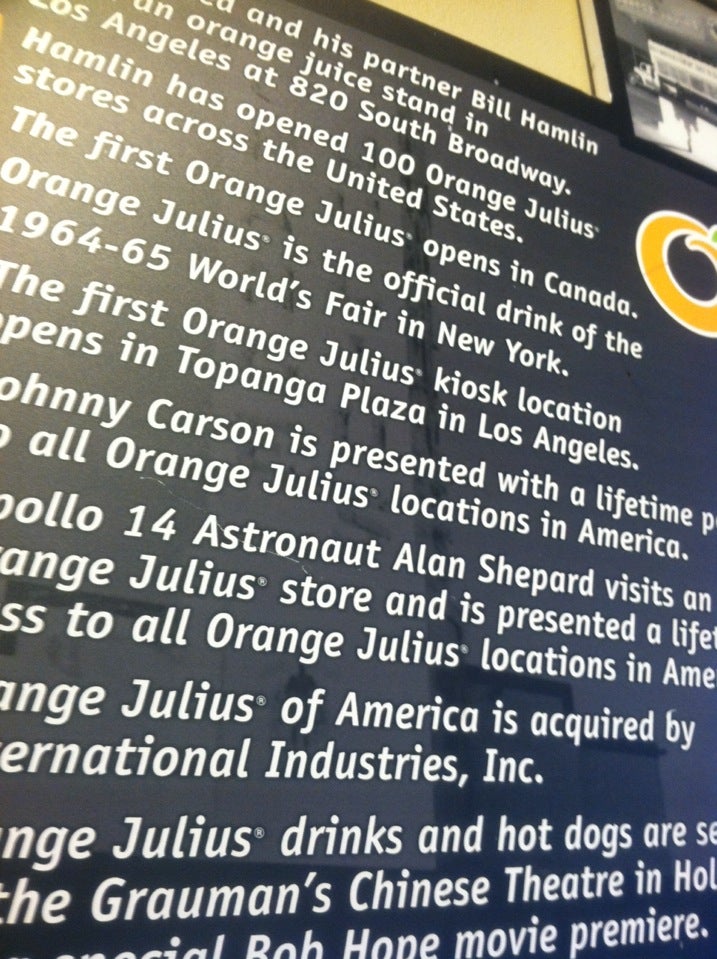 and his partner Bill Hamlin
an orange juice stand in
Los Angeles at 820 South Broadway.
Hamlin has opened 100 Orange Julius®
stores across the United States.
The first Orange Julius® opens in Canada.
Orange Julius® is the official drink of the
1964-65 World's Fair in New York.
The first Orange Julius® kiosk location
pens in Topanga Plaza in Los Angeles.
ohnny Carson is presented with a lifetime p
o all Orange Julius® locations in America.
pollo 14 Astronaut Alan Shepard visits an
ange Julius® store and is presented a lifet
ss to all Orange Julius® locations in Ame
ange Julius® of America is acquired by
ernational Industries, Inc.
nge Julius® drinks and hot dogs are se
the Grauman's Chinese Theatre in Hol
special Bob Hope movie premiere.